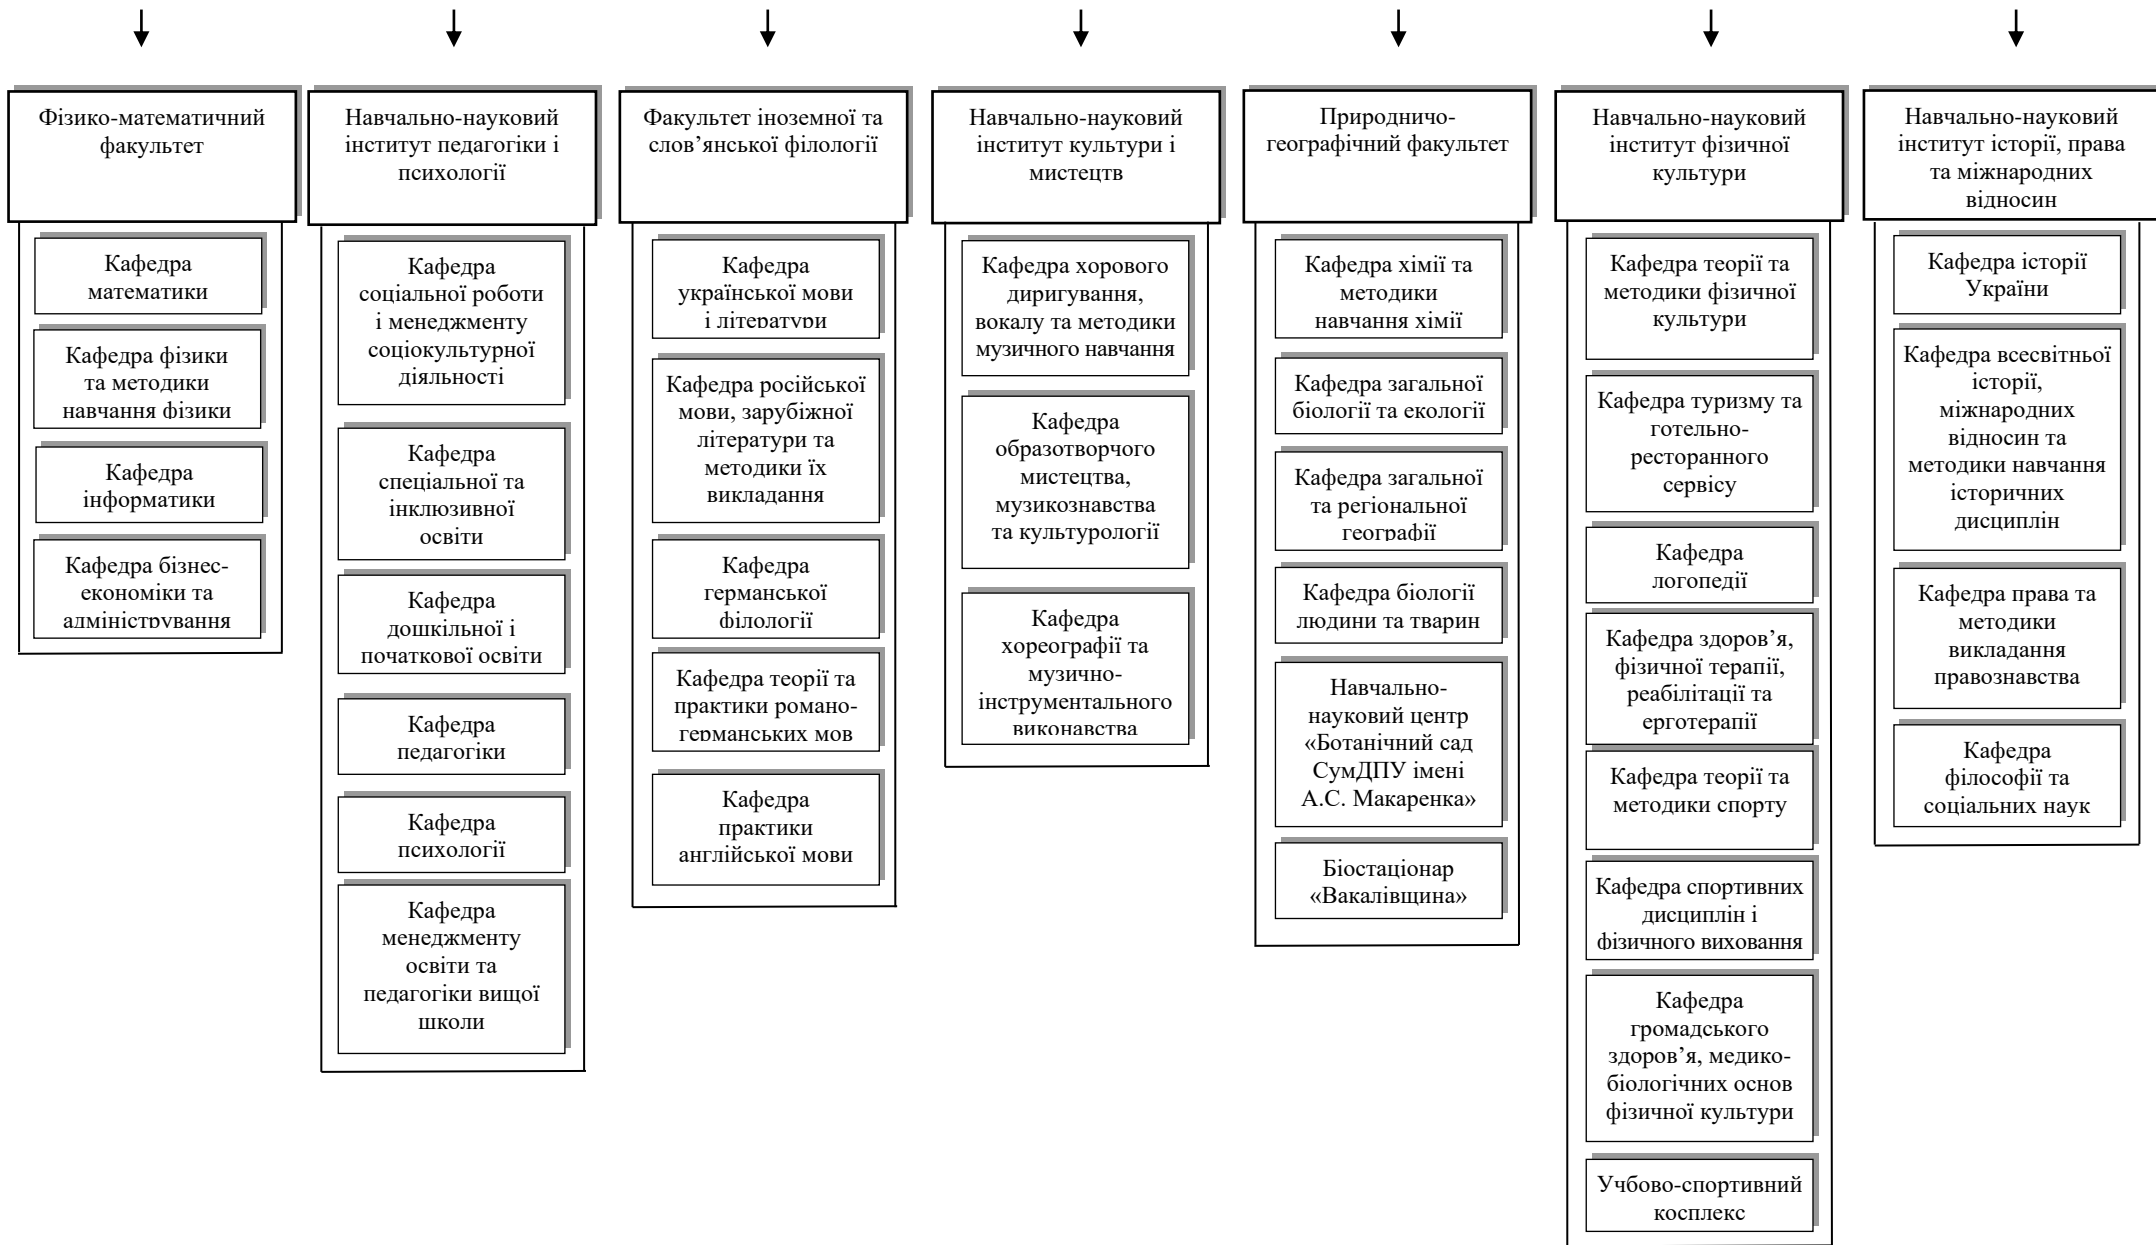 Фізико-математичний
факультет
Кафедра
математики
Кафедра фізики
та методики
навчання фізики
Кафедра
інформатики
Кафедра бізнес-
економіки та
адміністрування
Навчально-науковий
інститут педагогіки і
психології
Кафедра
соціальної роботи
і менеджменту
соціокультурної
діяльності
Кафедра
спеціальної та
інклюзивної
освіти
Кафедра
дошкільної і
початкової освіти
Кафедра
педагогіки
Кафедра
психології
Кафедра
менеджменту
освіти та
педагогіки вищої
школи
Факультет іноземної та
слов’янської філології
Кафедра
української мови
і літератури
Кафедра російської
мови, зарубіжної
літератури та
методики їх
викладання
Кафедра
германської
філології
Кафедра теорії та
практики романо-
германських мов
Кафедра
практики
англійської мови
Навчально-науковий
інститут культури і
мистецтв
Кафедра хорового
диригування,
вокалу та методики
музичного навчання
Кафедра
образотворчого
мистецтва,
музикознавства
та культурології
Кафедра
хореографії та
музично-
інструментального
виконавства
Природничо-
географічний факультет
Кафедра хімії та
методики
навчання хімії
Кафедра загальної
біології та екології
Кафедра загальної
та регіональної
географії
Кафедра біології
людини та тварин
Навчально-
науковий центр
«Ботанічний сад
СумДПУ імені
А.С. Макаренка»
Біостаціонар
«Вакалівщина»
Навчально-науковий
інститут фізичної
культури
Кафедра теорії та
методики фізичної
культури
Кафедра туризму та
готельно-
ресторанного
сервісу
Кафедра
логопедії
Кафедра здоров’я,
фізичної терапії,
реабілітації та
ерготерапії
Кафедра теорії та
методики спорту
Кафедра спортивних
дисциплін і
фізичного виховання
Кафедра
громадського
здоров’я, медико-
біологічних основ
фізичної культури
Учбово-спортивний
косплекс
Навчально-науковий
інститут історії, права
та міжнародних
відносин
Кафедра історії
України
Кафедра всесвітньої
історії,
міжнародних
відносин та
методики навчання
історичних
дисциплін
Кафедра права та
методики
викладання
правознавства
Кафедра
філософії та
соціальних наук